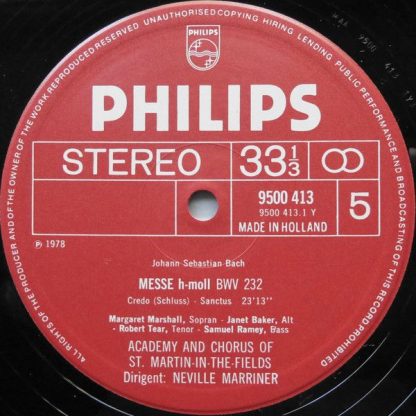 ALL RIGHTS OF THE MANUFACTURER AND OF THE OWNER OF THE WORK REPRODUCED RESERVED UNAUTHORISED COPYING HIRING LENDING PUBLIC PERFORMANCE AND BROADCASTING OF THIS RECORD PROHIBITED
PHILIPS
PHILIPS
STEREO 33 1/3
9500 413
9500 413.1 Y
MADE IN HOLLAND
5
℗ 1978
Johann Sebastian Bach
MESSE h-moll BWV 232
Credo (Schluss) - Sanctus 23'13''
Margaret Marshall, Sopran - Janet Baker, Alt
- Robert Tear, Tenor - Samuel Ramey, Bass
ACADEMY AND CHORUS OF
ST. MARTIN-IN-THE-FIELDS
Dirigent: NEVILLE MARRINER